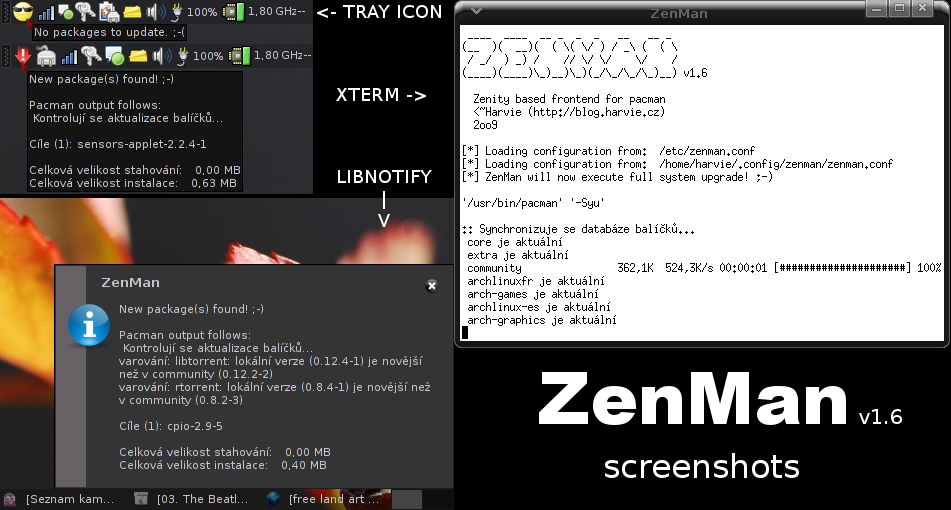 100%
1,80 GHz--
<- TRAY ICON
No packages to update. ;-(
100%
1,80 GHz--
New package(s) found! ;-)
Pacman output follows:
Kontrolují se aktualizace balíčků...
Cíle (1): sensors-applet-2.2.4-1
Celková velikost stahování: 0,00 MB
Celková velikost instalace: 0,63 MB
XTERM ->
LIBNOTIFY
|
V
ZenMan
New package(s) found! ;-)
Pacman output follows:
Kontrolují se aktualizace balíčků...
varování: libtorrent: lokální verze (0.12.4-1) je novější
než v community (0.12.2-2)
varování: rtorrent: lokální verze (0.8.4-1) je novější než
v community (0.8.2-3)
Cíle (1): cpio-2.9-5
Celková velikost stahování: 0,00 MB
Celková velikost instalace: 0,40 MB
[Seznam kam...
[03. The Beatl...
[free land art ...
ZenMan
v1.6
Zenity based frontend for pacman
<~Harvie (http://blog.harvie.cz)
2oo9
[*] Loading configuration from: /etc/zenman.conf
[*] Loading configuration from: /home/harvie/.config/zenman/zenman.conf
[*] ZenMan will now execute full system upgrade! ;-)
'/usr/bin/pacman' '-Syu'
:: Synchronizuje se databáze balíčků...
core je aktuální
extra je aktuální
community 362,1K 524,3K/s 00:00:01 [#####################] 100%
archlinuxfr je aktuální
arch-games je aktuální
archlinux-es je aktuální
arch-graphics je aktuální
ZenMan v1.6
screenshots